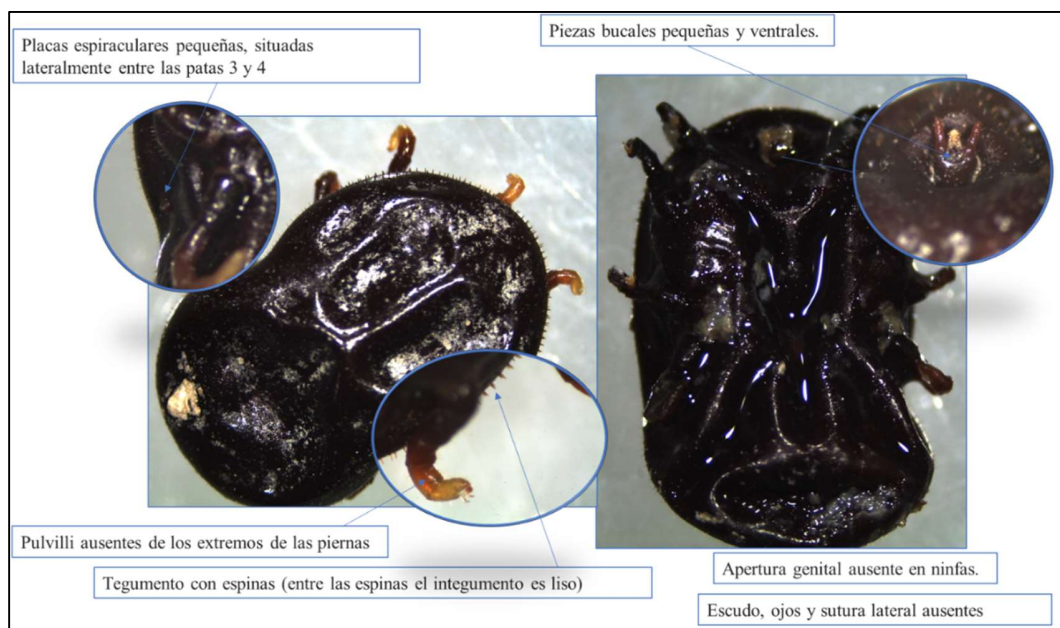 Placas espiraculares pequeñas, situadas
lateralmente entre las patas 3 y 4
Piezas bucales pequeñas y ventrales.
Pulvilli ausentes de los extremos de las piernas
Tegumento con espinas (entre las espinas el integumento es liso)
Apertura genital ausente en ninfas.
Escudo, ojos y sutura lateral ausentes